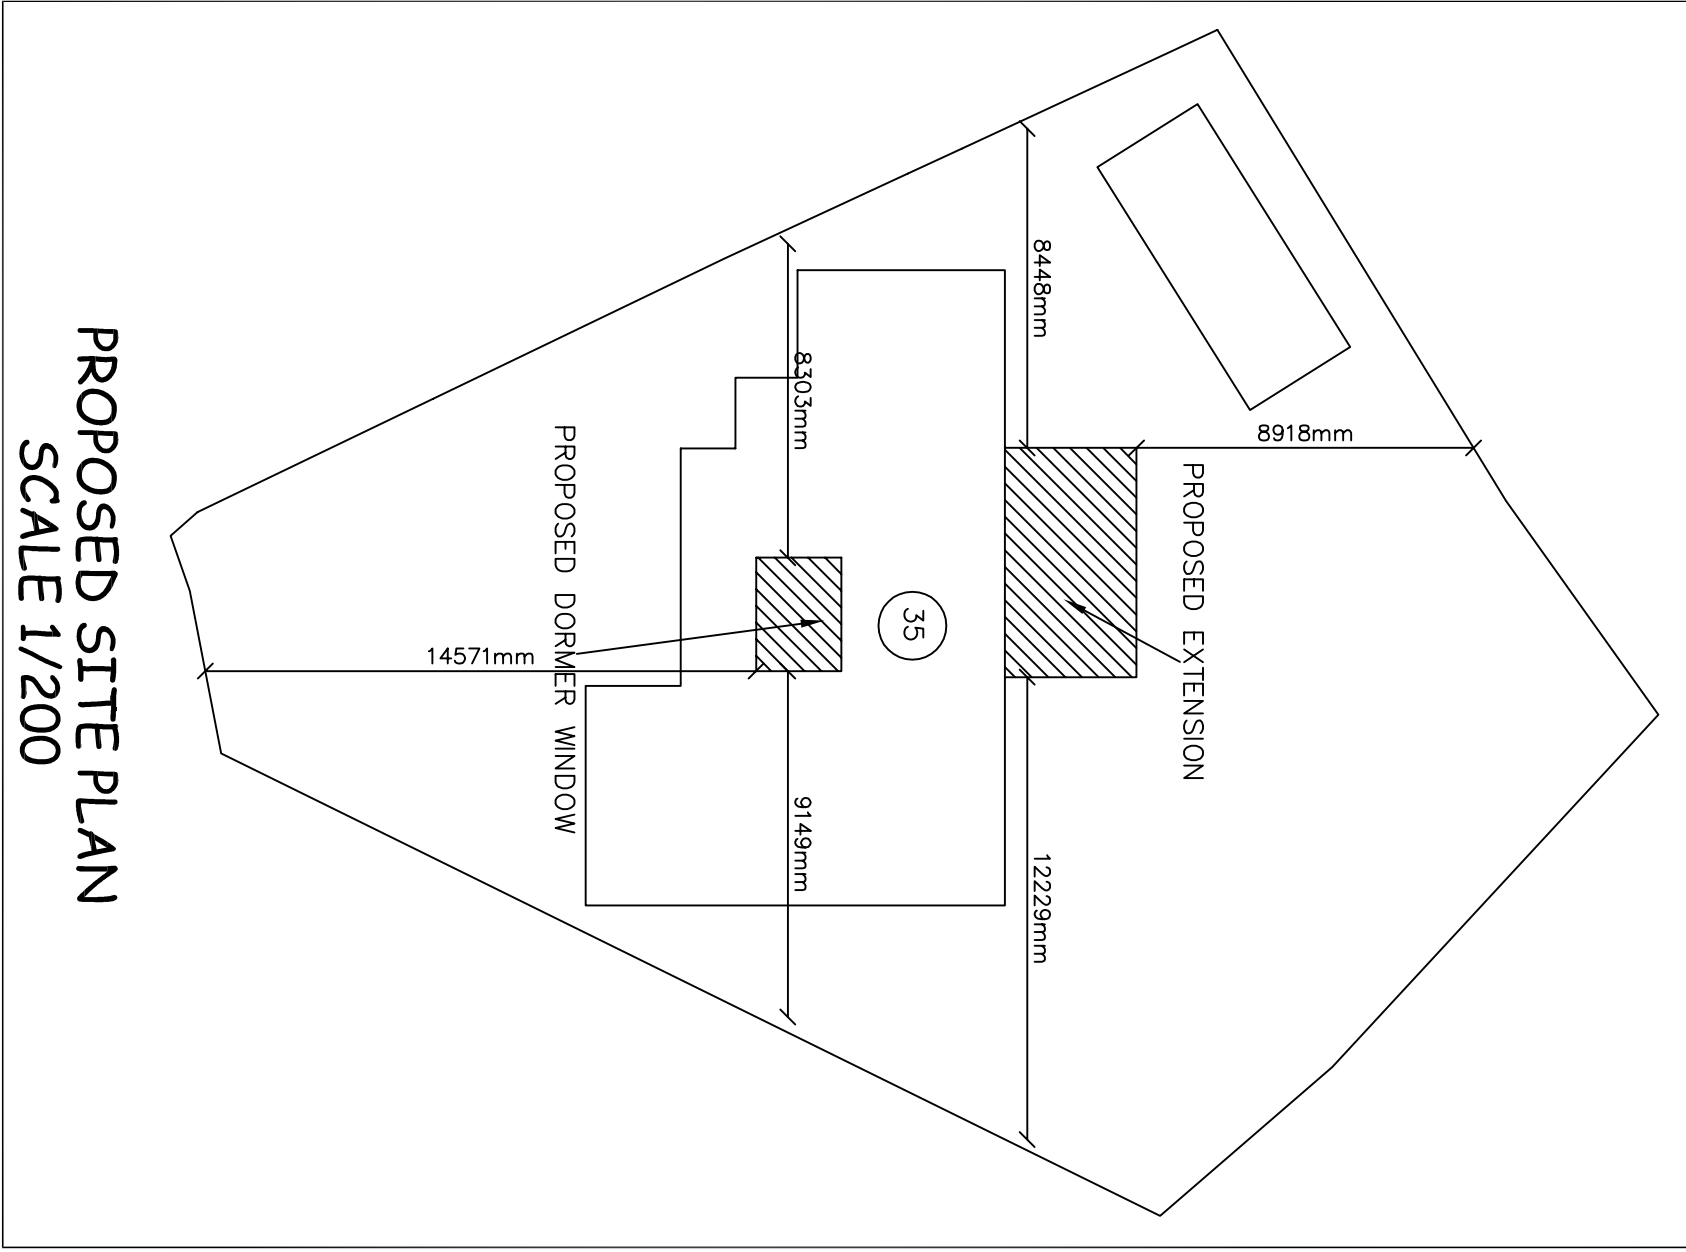 8918mm
PROPOSED EXTENSION
8448mm
12229mm
35
8303mm
9149mm
PROPOSED DORMER WINDOW
14571mm
PROPOSED SITE PLAN
SCALE 1/200